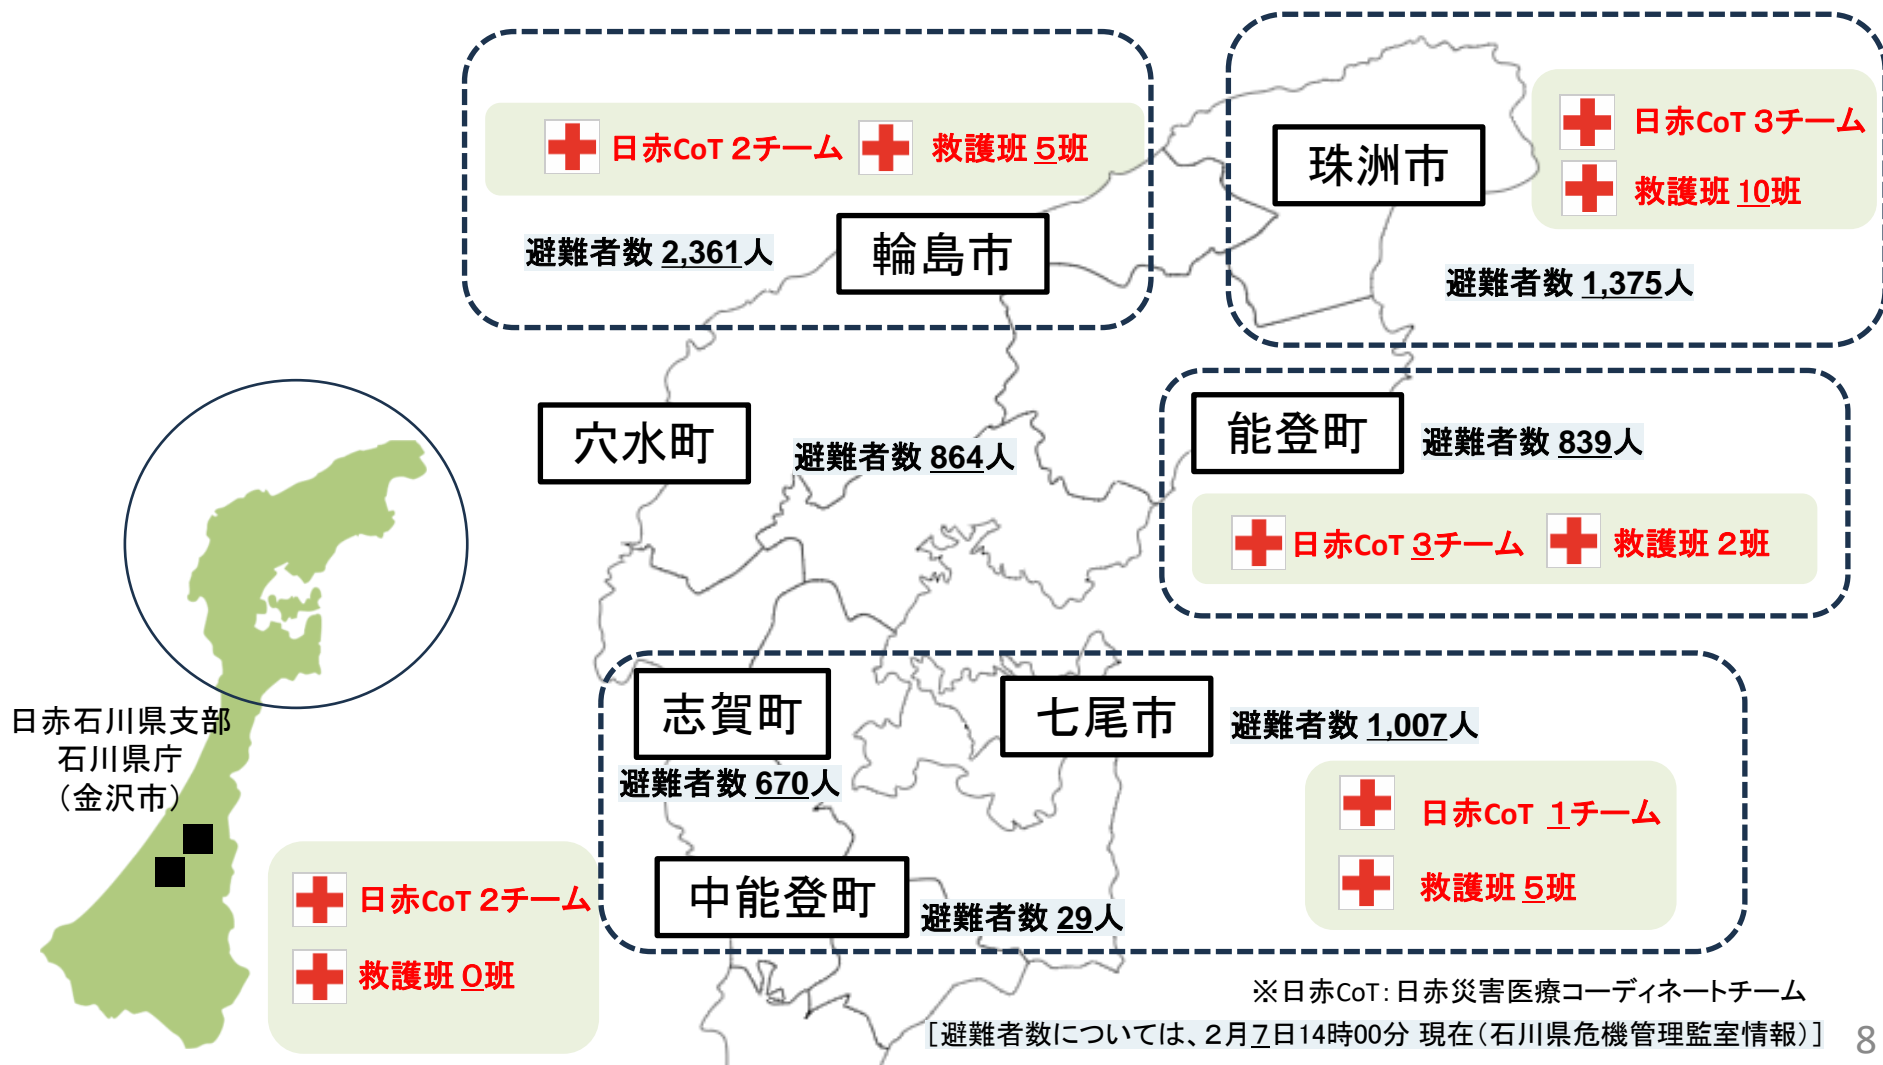 日赤CoT 2チーム
救護班 5班
輪島市
避難者数 2,361人
珠洲市
日赤CoT 3チーム
救護班 10班
避難者数 1,375人
穴水町
避難者数 864人
能登町
避難者数 839人
日赤CoT 3チーム
救護班 2班
志賀町
避難者数 670人
七尾市
避難者数 1,007人
日赤CoT 1チーム
救護班 5班
中能登町
避難者数 29人
日赤石川県支部
石川県庁
（金沢市）
日赤CoT 2チーム
救護班 0班
※日赤CoT：日赤災害医療コーディネートチーム
［避難者数については、2月7日14時00分 現在（石川県危機管理監室情報）］
8